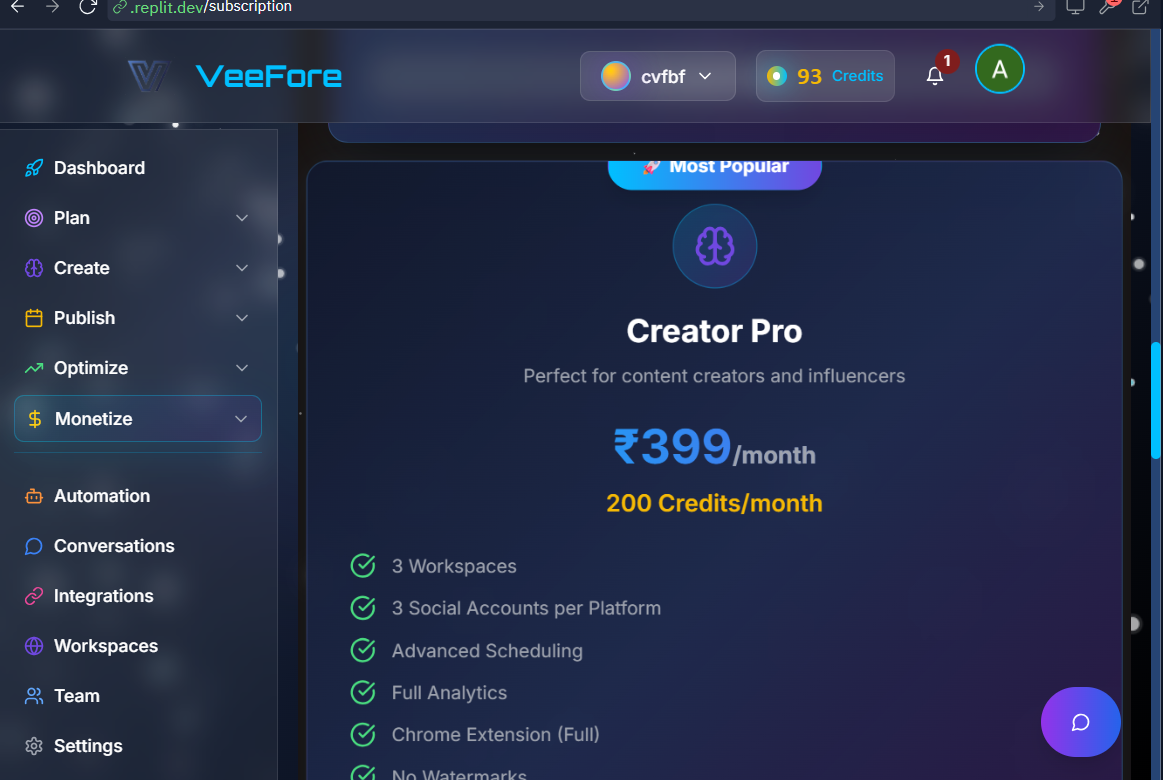 .replit.dev/subscription
VeeFore
cvfbf
93 Credits
1
A
Dashboard
Plan
Create
Publish
Optimize
Monetize
Automation
Conversations
Integrations
Workspaces
Team
Settings
🚀 Most Popular
Creator Pro
Perfect for content creators and influencers
₹399/month
200 Credits/month
3 Workspaces
3 Social Accounts per Platform
Advanced Scheduling
Full Analytics
Chrome Extension (Full)
No Watermarks